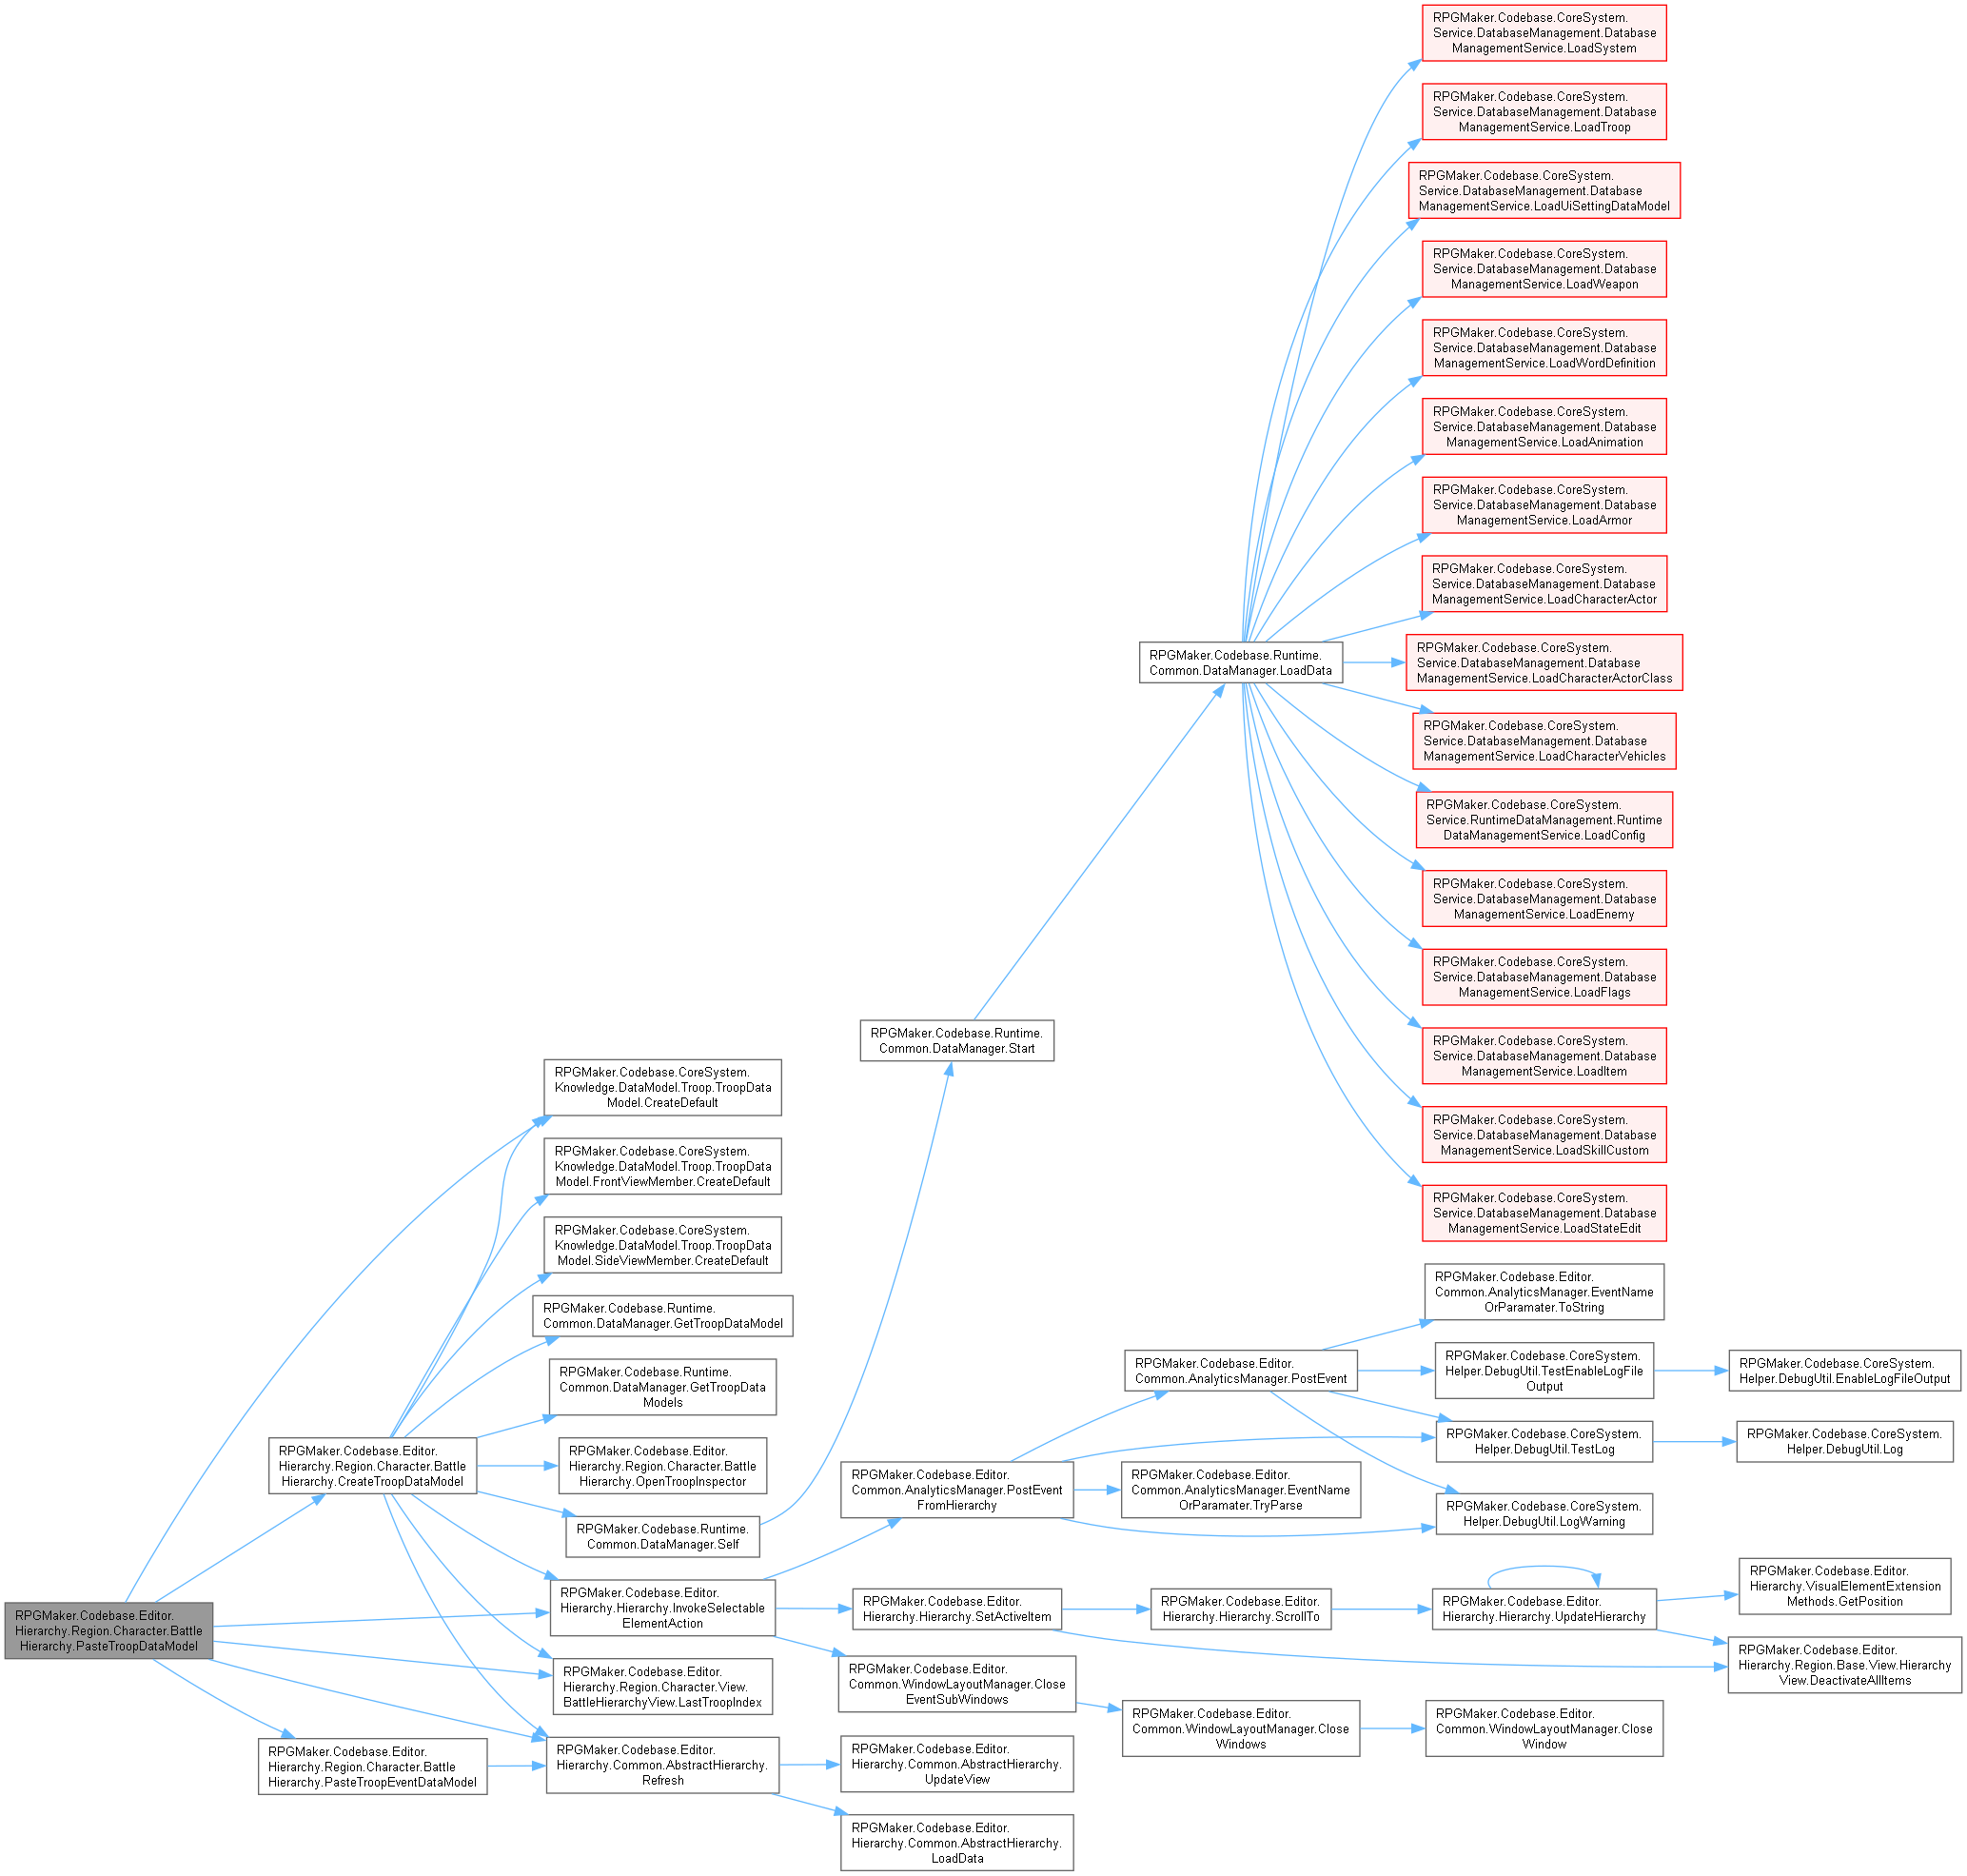 RPGMaker.Codebase.Editor.
Hierarchy.Region.Character.Battle
Hierarchy.PasteTroopDataModel
RPGMaker.Codebase.CoreSystem.
Knowledge.DataModel.Troop.TroopData
Model.CreateDefault
RPGMaker.Codebase.Editor.
Hierarchy.Region.Character.Battle
Hierarchy.CreateTroopDataModel
RPGMaker.Codebase.CoreSystem.
Knowledge.DataModel.Troop.TroopData
Model.FrontViewMember.CreateDefault
RPGMaker.Codebase.CoreSystem.
Knowledge.DataModel.Troop.TroopData
Model.SideViewMember.CreateDefault
RPGMaker.Codebase.Runtime.
Common.DataManager.GetTroopDataModel
RPGMaker.Codebase.Runtime.
Common.DataManager.GetTroopData
Models
RPGMaker.Codebase.Editor.
Hierarchy.Region.Character.Battle
Hierarchy.OpenTroopInspector
RPGMaker.Codebase.Runtime.
Common.DataManager.Self
RPGMaker.Codebase.Runtime.
Common.DataManager.Start
RPGMaker.Codebase.Runtime.
Common.DataManager.LoadData
RPGMaker.Codebase.CoreSystem.
Service.DatabaseManagement.Database
ManagementService.LoadSystem
RPGMaker.Codebase.CoreSystem.
Service.DatabaseManagement.Database
ManagementService.LoadTroop
RPGMaker.Codebase.CoreSystem.
Service.DatabaseManagement.Database
ManagementService.LoadUiSettingDataModel
RPGMaker.Codebase.CoreSystem.
Service.DatabaseManagement.Database
ManagementService.LoadWeapon
RPGMaker.Codebase.CoreSystem.
Service.DatabaseManagement.Database
ManagementService.LoadWordDefinition
RPGMaker.Codebase.CoreSystem.
Service.DatabaseManagement.Database
ManagementService.LoadAnimation
RPGMaker.Codebase.CoreSystem.
Service.DatabaseManagement.Database
ManagementService.LoadArmor
RPGMaker.Codebase.CoreSystem.
Service.DatabaseManagement.Database
ManagementService.LoadCharacterActor
RPGMaker.Codebase.CoreSystem.
Service.DatabaseManagement.Database
ManagementService.LoadCharacterActorClass
RPGMaker.Codebase.CoreSystem.
Service.DatabaseManagement.Database
ManagementService.LoadCharacterVehicles
RPGMaker.Codebase.CoreSystem.
Service.RuntimeDataManagement.Runtime
DataManagementService.LoadConfig
RPGMaker.Codebase.CoreSystem.
Service.DatabaseManagement.Database
ManagementService.LoadEnemy
RPGMaker.Codebase.CoreSystem.
Service.DatabaseManagement.Database
ManagementService.LoadFlags
RPGMaker.Codebase.CoreSystem.
Service.DatabaseManagement.Database
ManagementService.LoadItem
RPGMaker.Codebase.CoreSystem.
Service.DatabaseManagement.Database
ManagementService.LoadSkillCustom
RPGMaker.Codebase.CoreSystem.
Service.DatabaseManagement.Database
ManagementService.LoadStateEdit
RPGMaker.Codebase.Editor.
Hierarchy.Hierarchy.InvokeSelectable
ElementAction
RPGMaker.Codebase.Editor.
Common.AnalyticsManager.PostEvent
FromHierarchy
RPGMaker.Codebase.Editor.
Common.AnalyticsManager.PostEvent
RPGMaker.Codebase.Editor.
Common.AnalyticsManager.EventName
OrParamater.ToString
RPGMaker.Codebase.CoreSystem.
Helper.DebugUtil.TestEnableLogFile
Output
RPGMaker.Codebase.CoreSystem.
Helper.DebugUtil.EnableLogFileOutput
RPGMaker.Codebase.CoreSystem.
Helper.DebugUtil.TestLog
RPGMaker.Codebase.CoreSystem.
Helper.DebugUtil.Log
RPGMaker.Codebase.Editor.
Common.AnalyticsManager.EventName
OrParamater.TryParse
RPGMaker.Codebase.CoreSystem.
Helper.DebugUtil.LogWarning
RPGMaker.Codebase.Editor.
Hierarchy.Hierarchy.SetActiveItem
RPGMaker.Codebase.Editor.
Hierarchy.Hierarchy.ScrollTo
RPGMaker.Codebase.Editor.
Hierarchy.Hierarchy.UpdateHierarchy
RPGMaker.Codebase.Editor.
Hierarchy.VisualElementExtension
Methods.GetPosition
RPGMaker.Codebase.Editor.
Hierarchy.Region.Base.View.Hierarchy
View.DeactivateAllItems
RPGMaker.Codebase.Editor.
Common.WindowLayoutManager.Close
EventSubWindows
RPGMaker.Codebase.Editor.
Common.WindowLayoutManager.Close
Windows
RPGMaker.Codebase.Editor.
Common.WindowLayoutManager.Close
Window
RPGMaker.Codebase.Editor.
Hierarchy.Region.Character.View.
BattleHierarchyView.LastTroopIndex
RPGMaker.Codebase.Editor.
Hierarchy.Region.Character.Battle
Hierarchy.PasteTroopEventDataModel
RPGMaker.Codebase.Editor.
Hierarchy.Common.AbstractHierarchy.
Refresh
RPGMaker.Codebase.Editor.
Hierarchy.Common.AbstractHierarchy.
UpdateView
RPGMaker.Codebase.Editor.
Hierarchy.Common.AbstractHierarchy.
LoadData